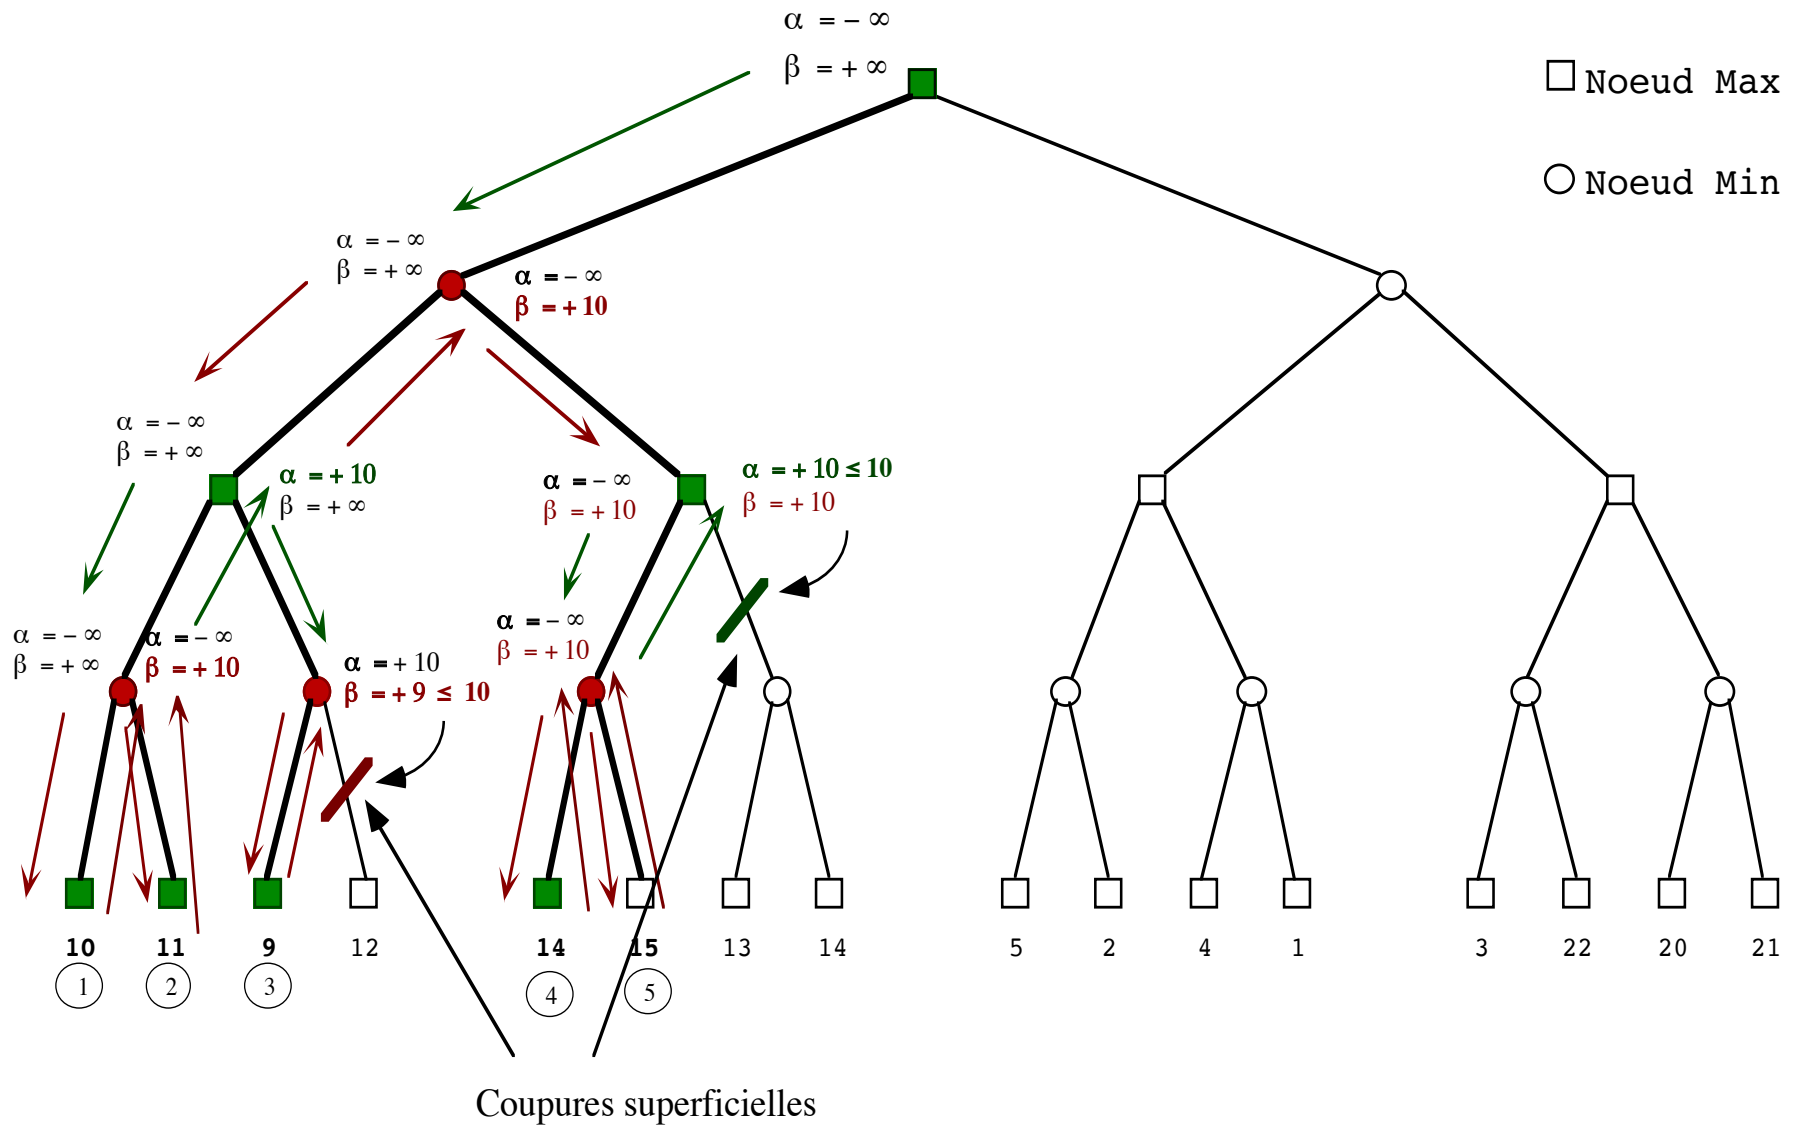 α = – ∞
β = + ∞
Noeud Max
Noeud Min
α = – ∞
β = + ∞
α = – ∞
β = + 10
α = – ∞
β = + ∞
α = + 10
β = + ∞
α = – ∞
β = + 10
α = + 10 ≤ 10
β = + 10
α = – ∞
β = + ∞
α = – ∞
β = + 10
α = + 10
β = + 9 ≤ 10
α = – ∞
β = + 10
10 11 9 12 14 15 13 14 5 2 4 1 3 22 20 21
1 2 3 4 5
Coupures superficielles